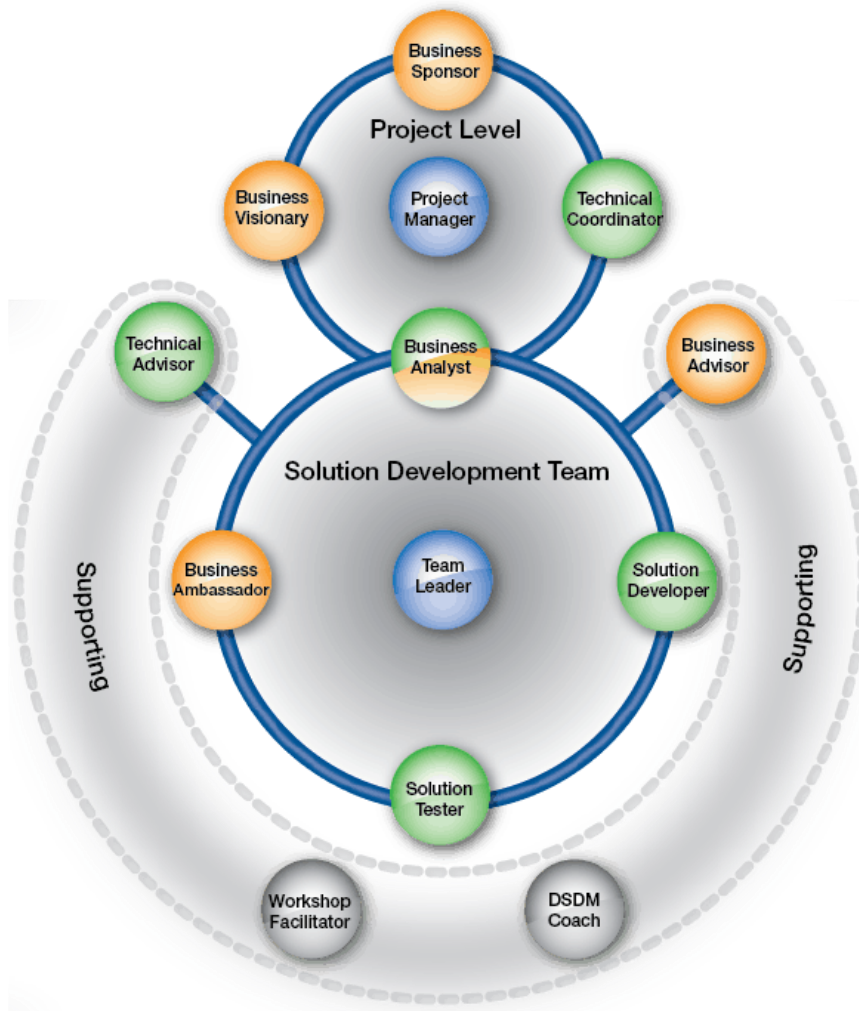 Business
Sponsor
Project Level
Business
Visionary
Project
Manager
Technical
Coordinator
Technical
Advisor
Business
Analyst
Business
Advisor
Solution Development Team
Business
Ambassador
Team
Leader
Solution
Developer
Supporting
Supporting
Solution
Tester
Workshop
Facilitator
DSDM
Coach